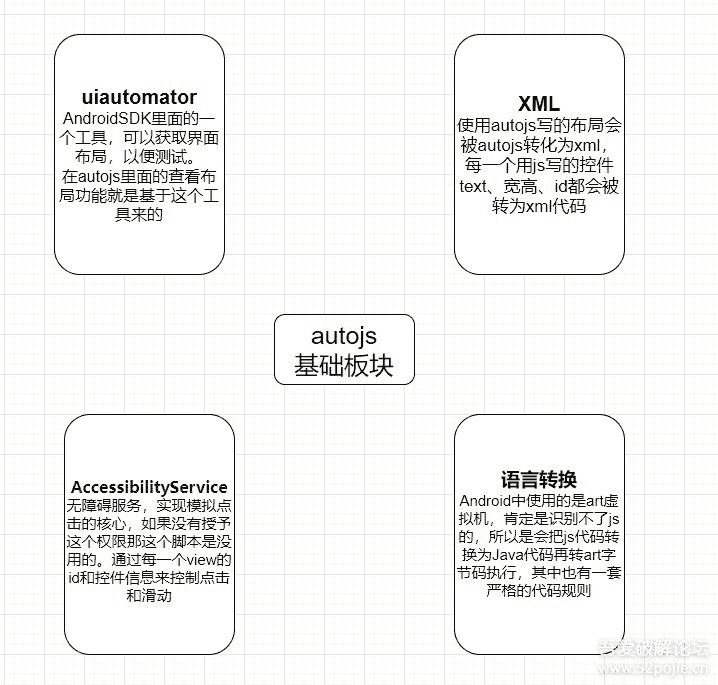 uiautomator
AndroidSDK里面的一
个工具，可以获取界面
布局，以便测试。
在autojs里面的查看布
局功能就是基于这个工
具来的
XML
使用autojs写的布局会
被autojs转化为xml，
每一个用js写的控件
text、宽高、id都会被
转为xml代码
autojs
基础板块
AccessibilityService
无障碍服务，实现模拟点
击的核心，如果没有授予
这个权限那这个脚本是没
用的。通过每一个view的
id和控件信息来控制点击
和滑动
语言转换
Android中使用的是art虚
拟机，肯定是识别不了js
的，所以是会把js代码转
换为Java代码再转art字
节码执行，其中也有一套
严格的代码规则
吾爱破解论坛
www.52pojie.cn